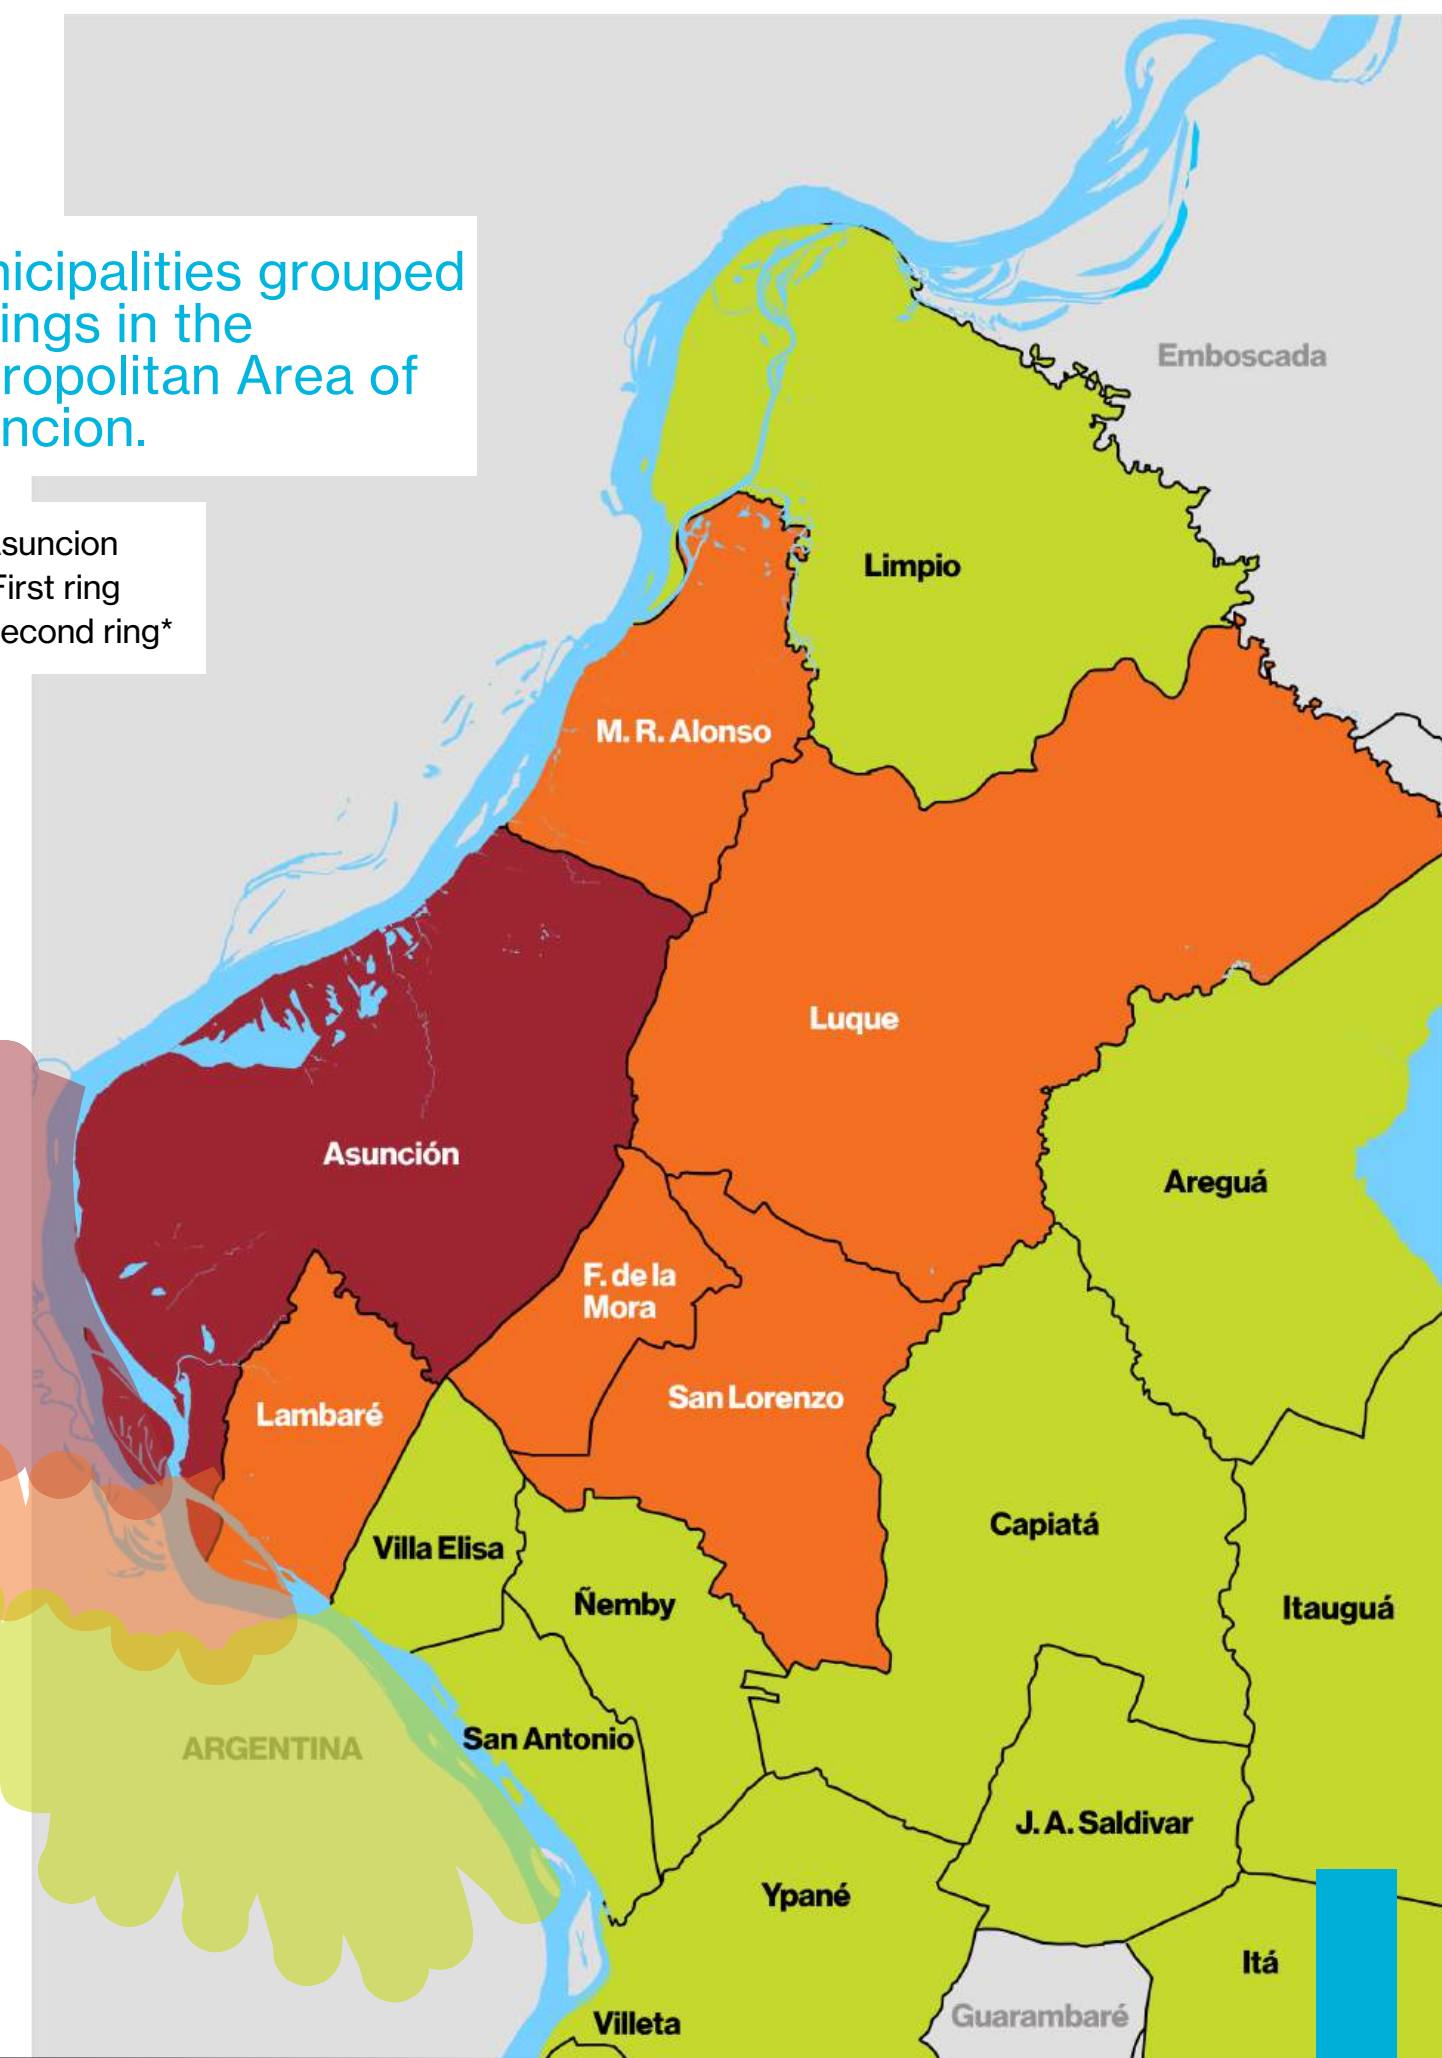 nicipalities grouped
ings in the
ropolitan Area of
ncion.
suncion
First ring
econd ring*
Emboscada
Limpio
M. R. Alonso
Luque
Asunción
Areguá
F. de la
Mora
San Lorenzo
Lambaré
Capiatá
Villa Elisa
Ñemby
Itauguá
San Antonio
ARGENTINA
J. A. Saldivar
Ypané
Itá
Guarambaré
Villeta